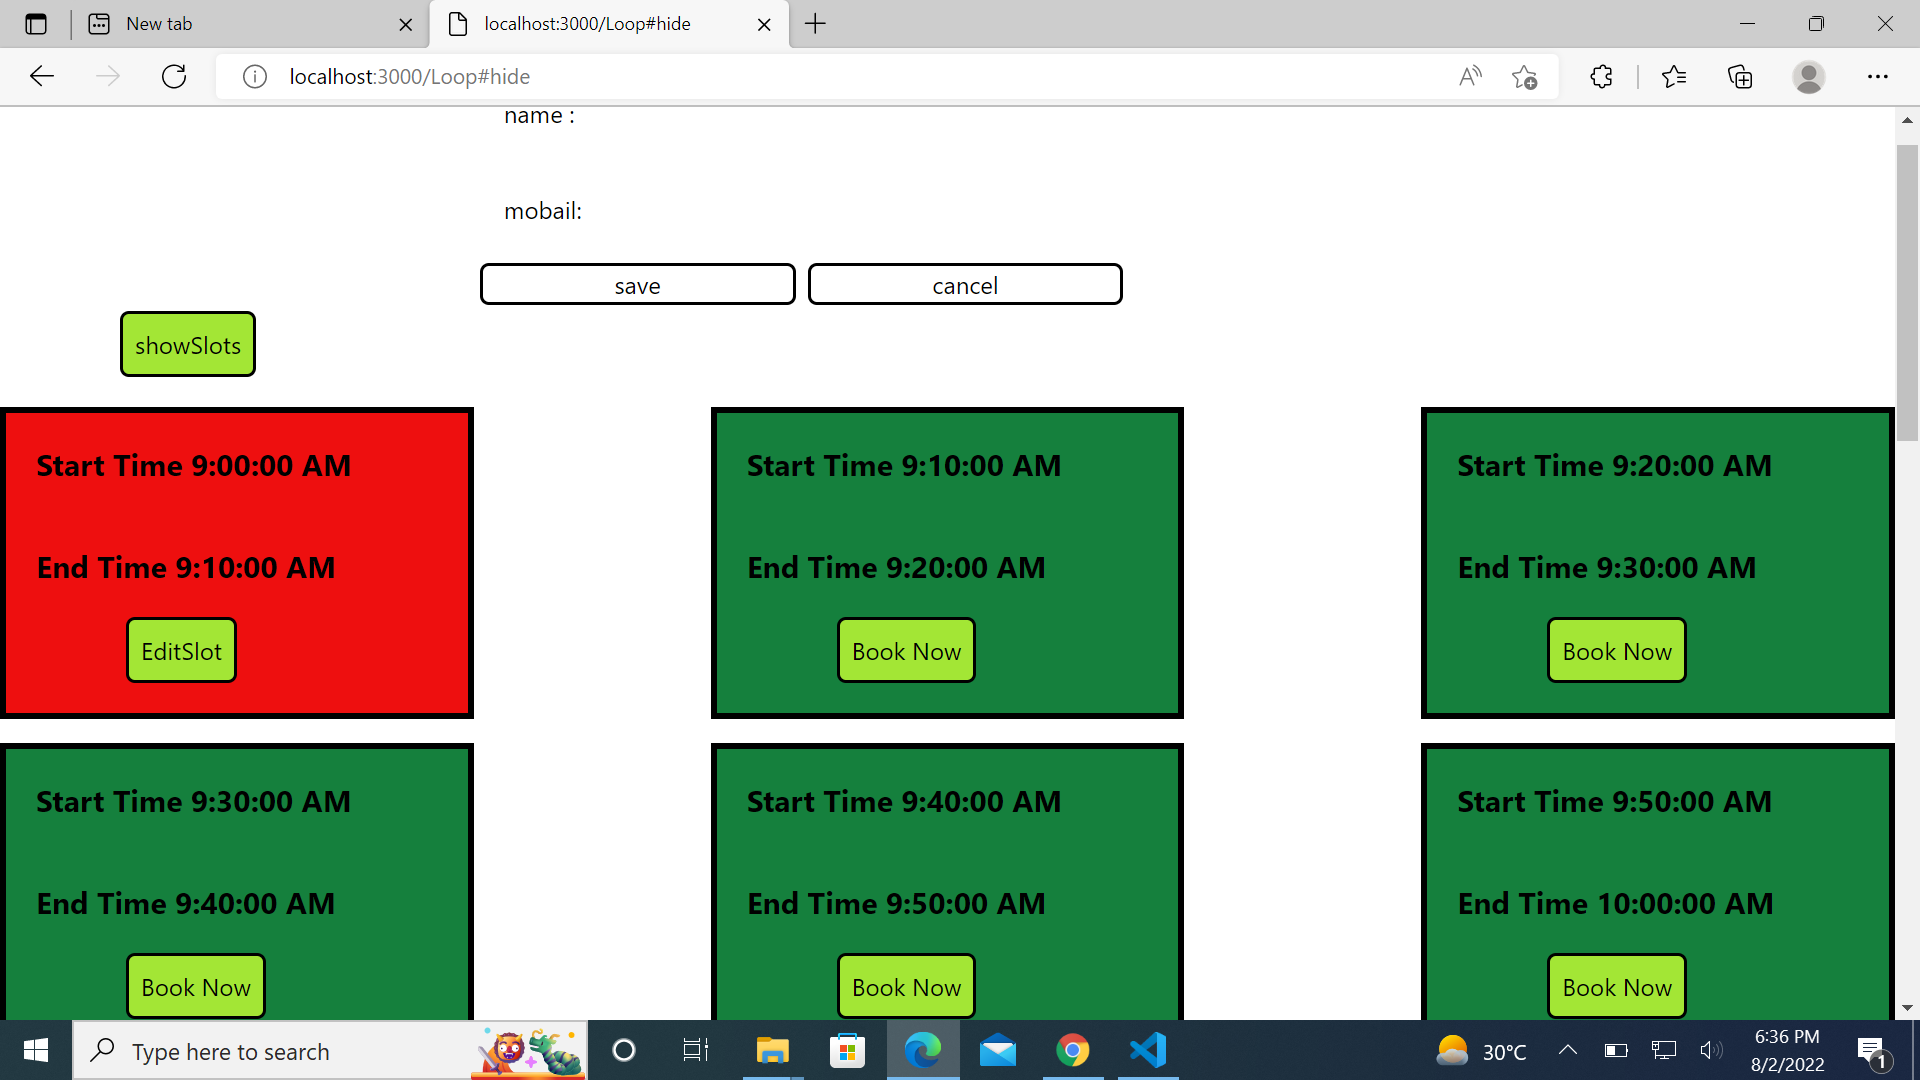 New tab
localhost:3000/Loop#hide
localhost:3000/Loop#hide
name :
mobail:
save
cancel
showSlots
Start Time 9:00:00 AM
End Time 9:10:00 AM
EditSlot
Start Time 9:10:00 AM
End Time 9:20:00 AM
Book Now
Start Time 9:20:00 AM
End Time 9:30:00 AM
Book Now
Start Time 9:30:00 AM
End Time 9:40:00 AM
Book Now
Start Time 9:40:00 AM
End Time 9:50:00 AM
Book Now
Start Time 9:50:00 AM
End Time 10:00:00 AM
Book Now
Type here to search
30°C
6:36 PM
8/2/2022
1